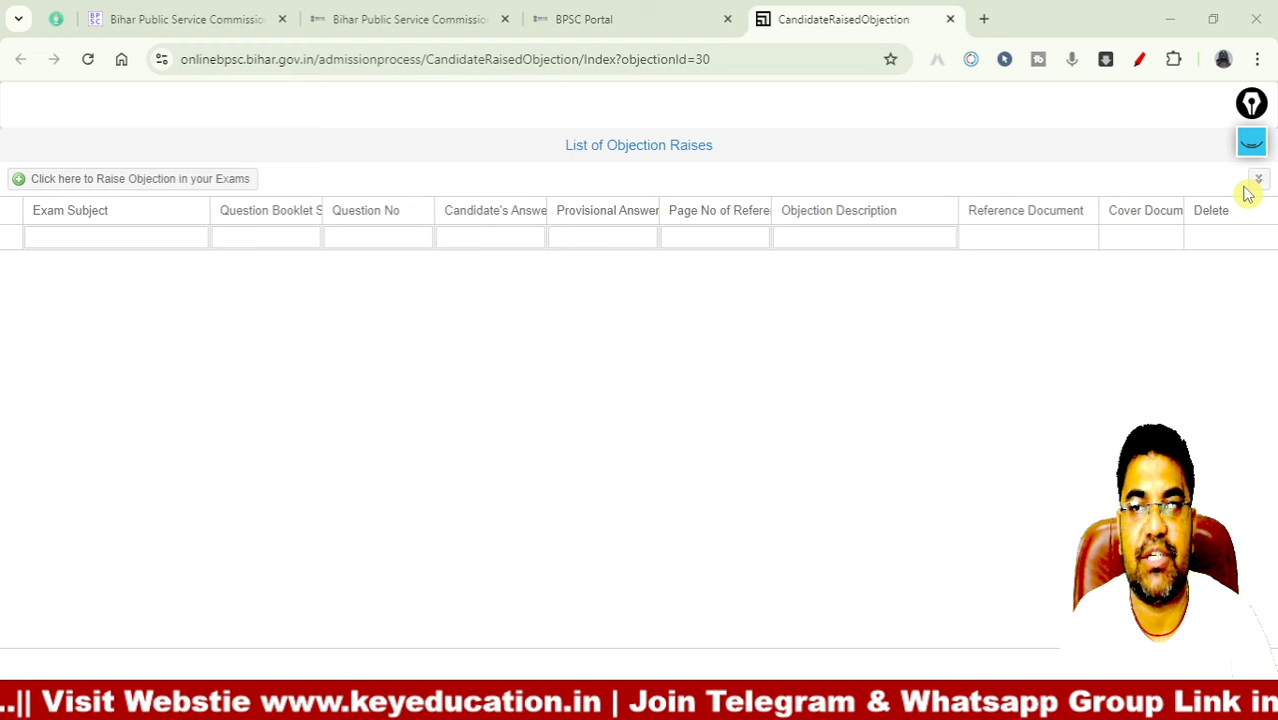 Bihar Public Service Commissio
Bihar Public Service Commissio
BPSC Portal
CandidateRaisedObjection
onlinebpsc.bihar.gov.in/admissionprocess/CandidateRaisedObjection/Index?objectionId=30
List of Objection Raises
Click here to Raise Objection in your Exams
Exam Subject
Question Booklet S
Question No
Candidate's Answe
Provisional Answer
Page No of Refere
Objection Description
Reference Document
Cover Docum
Delete
..|| Visit Webstie www.keyeducation.in | Join Telegram & Whatsapp Group Link in